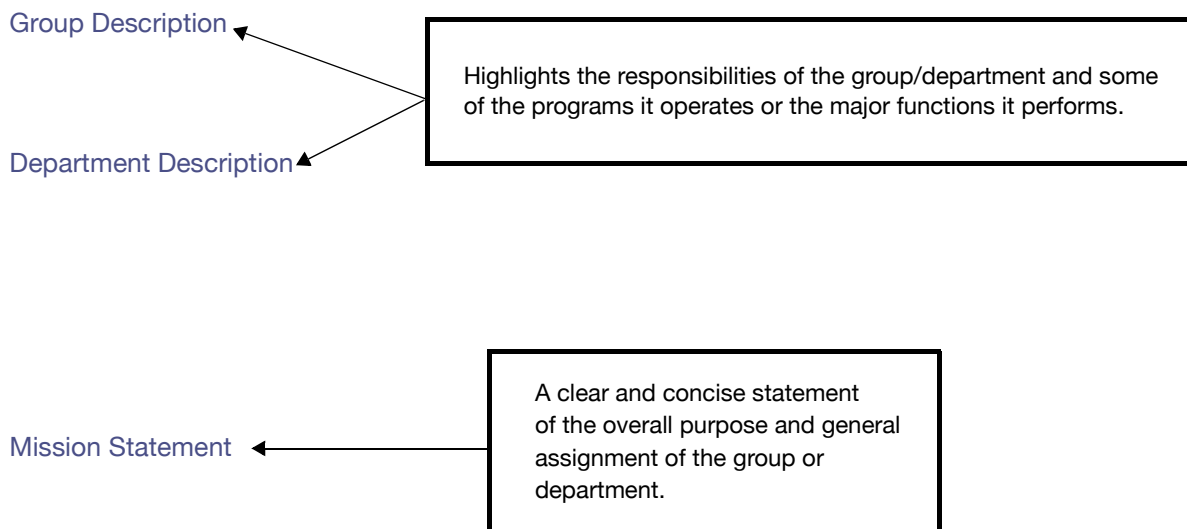 Group Description
Highlights the responsibilities of the group/department and some
of the programs it operates or the major functions it performs.
Department Description
A clear and concise statement
of the overall purpose and general
assignment of the group or
department.
Mission Statement